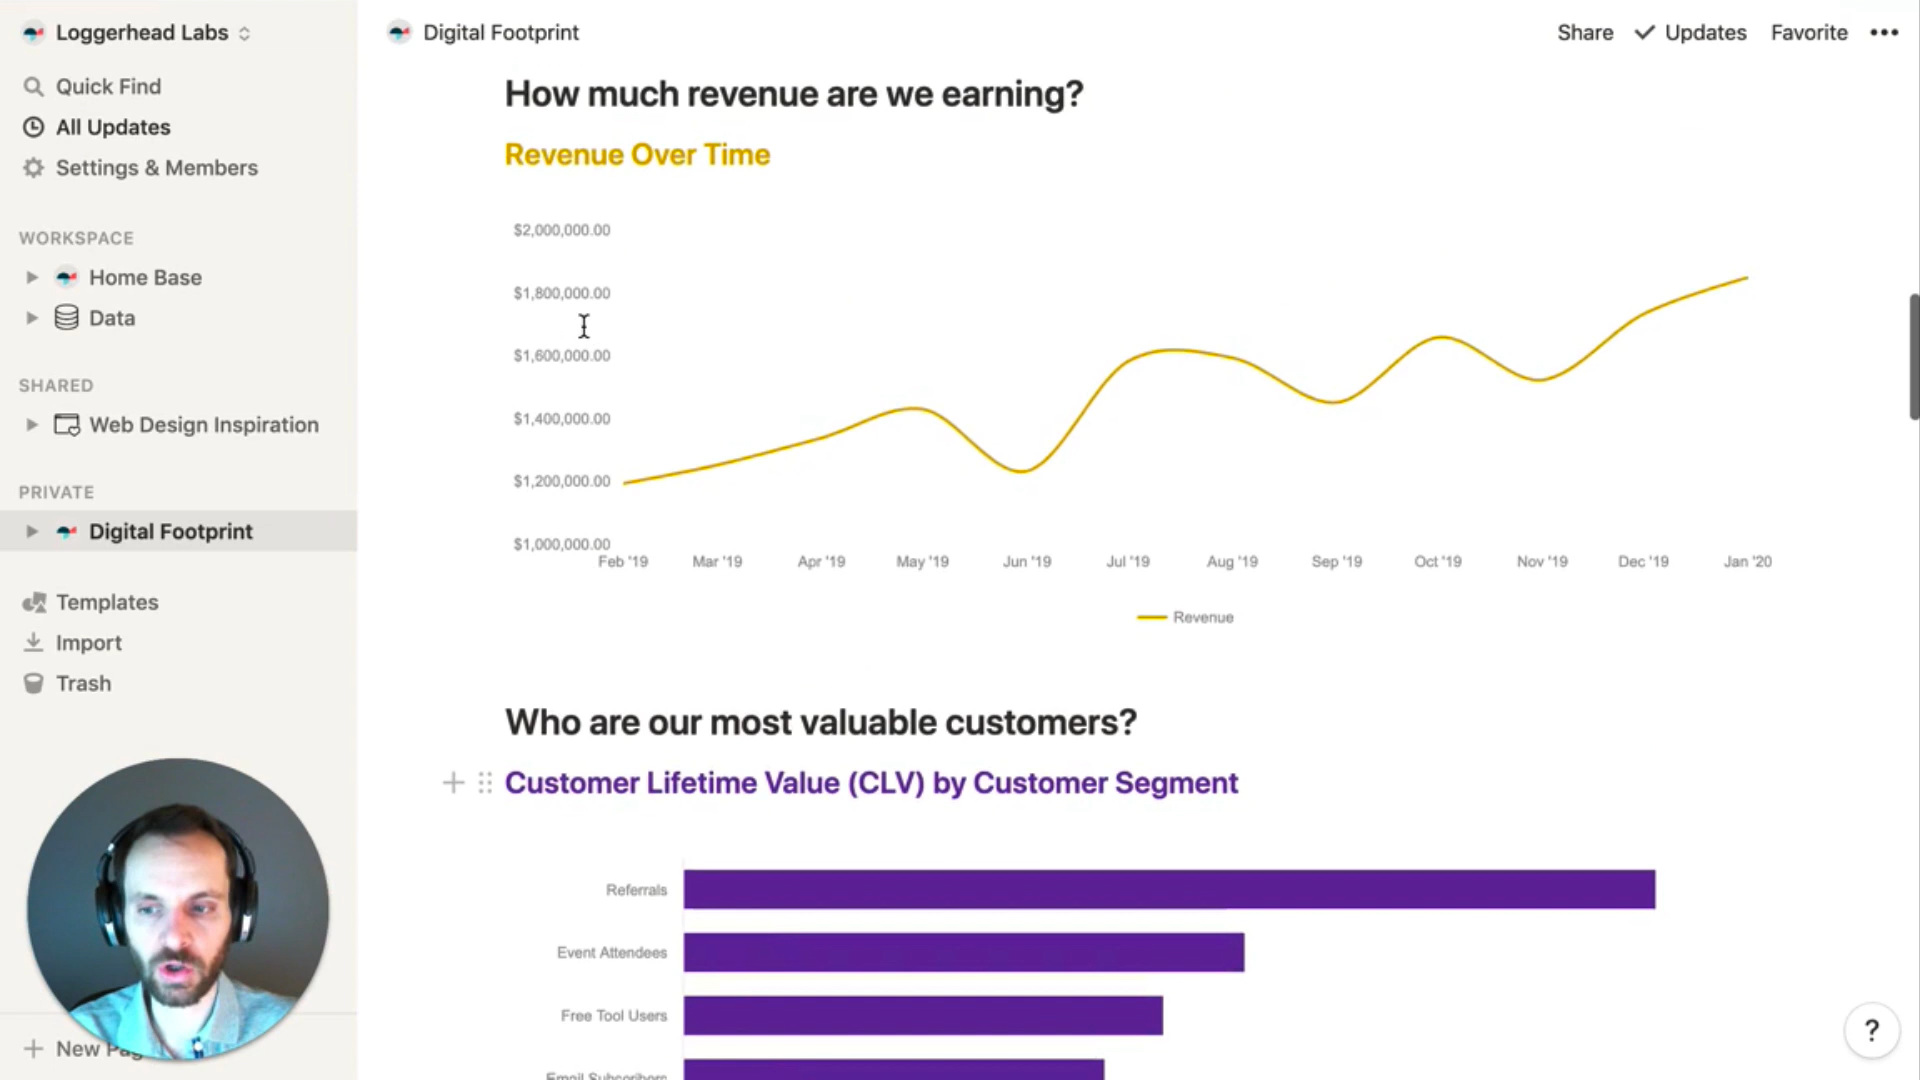 Loggerhead Labs
Quick Find
All Updates
Settings & Members
WORKSPACE
Home Base
Data
SHARED
Web Design Inspiration
PRIVATE
Digital Footprint
Templates
Import
Trash
New Pag
Digital Footprint
Share
Updates
Favorite
How much revenue are we earning?
Revenue Over Time
$2,000,000.00
$1,800,000.00
$1,600,000.00
$1,400,000.00
$1,200,000.00
$1,000,000.00
Feb '19 Mar '19 Apr '19 May '19 Jun '19 Jul '19 Aug '19 Sep '19 Oct '19 Nov '19 Dec '19 Jan '20
Revenue
Who are our most valuable customers?
Customer Lifetime Value (CLV) by Customer Segment
Referrals
Event Attendees
Free Tool Users
Email Subscribers
?